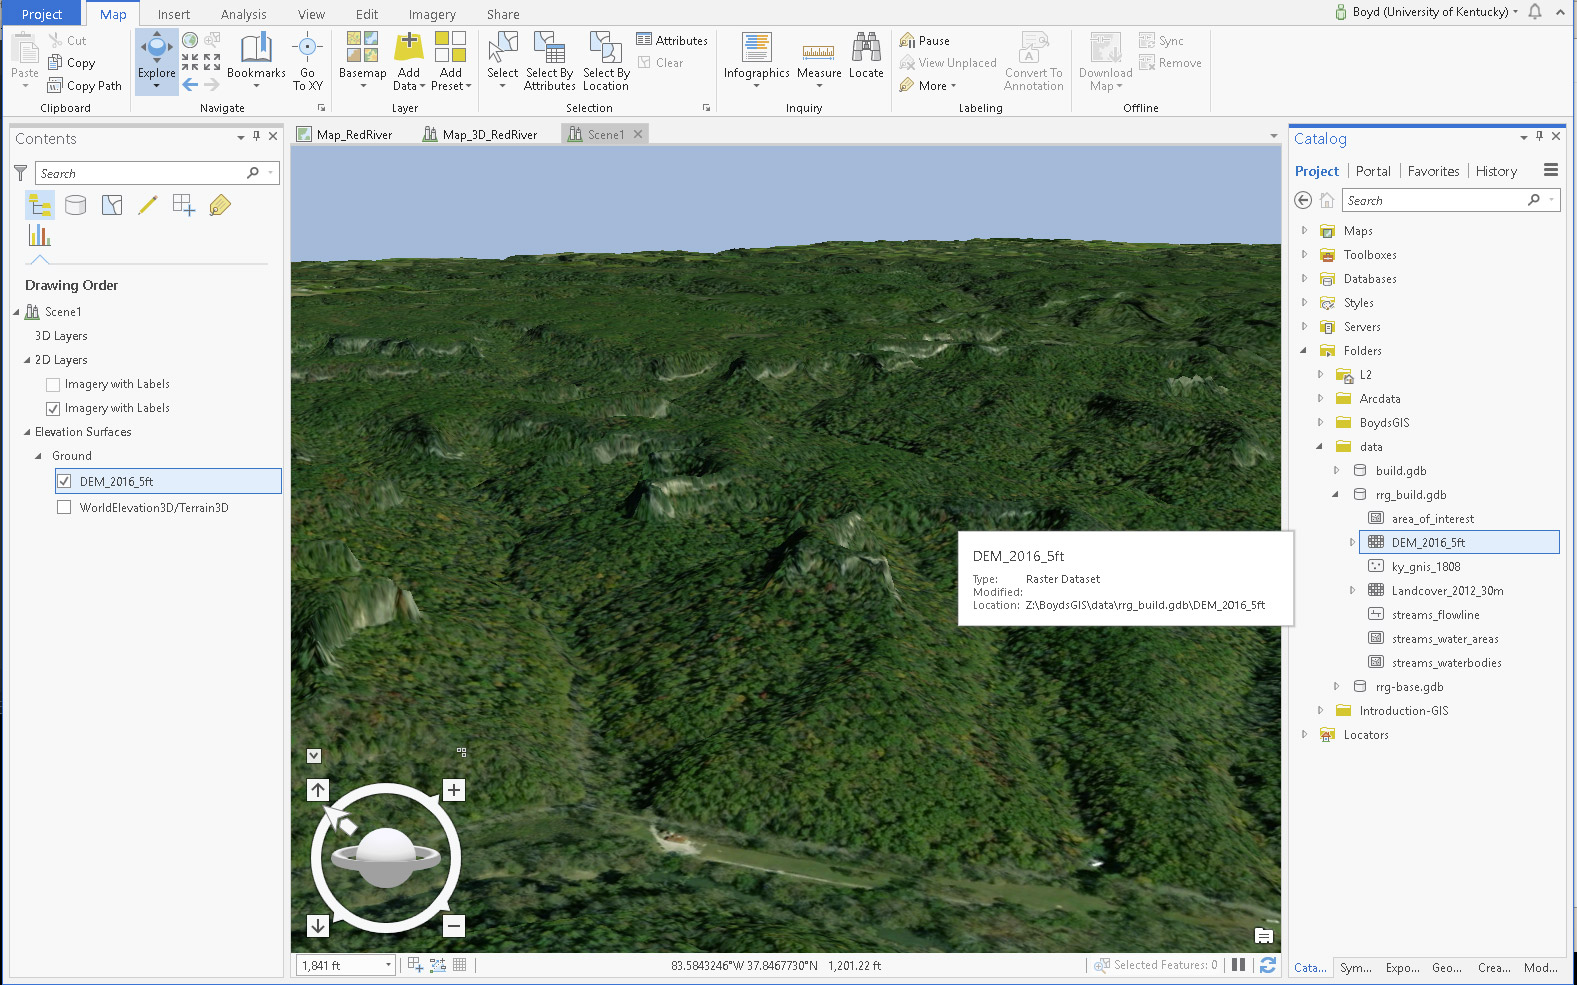 Project Map Insert Analysis View Edit Imagery Share Boyd (University of Kentucky)
Paste Cut Copy Copy Path
Clipboard
Explore Bookmarks Go To XY
Navigate
Basemap Add Data Add Preset
Layer
Select Select By Attributes Select By Location Attributes Clear
Selection
Infographics Measure Locate
Inquiry
Pause View Unplaced More Convert To Annotation
Labeling
Download Map Sync Remove
Offline
Contents
Search
Drawing Order
Scene1
3D Layers
2D Layers
Imagery with Labels
Imagery with Labels
Elevation Surfaces
Ground
DEM_2016_5ft
WorldElevation3D/Terrain3D
Map_RedRiver Map_3D_RedRiver Scene1
DEM_2016_5ft
Type: Raster Dataset
Modified:
Location: Z:\BoydsGIS\data\rrg_build.gdb\DEM_2016_5ft
1,841 ft 83.5843246°W 37.8467730°N 1,201.22 ft Selected Features: 0
Catalog
Project Portal Favorites History
Search
Maps
Toolboxes
Databases
Styles
Servers
Folders
L2
Arcdata
BoydsGIS
data
build.gdb
rrg_build.gdb
area_of_interest
DEM_2016_5ft
ky_gnis_1808
Landcover_2012_30m
streams_flowline
streams_water_areas
streams_waterbodies
rrg-base.gdb
Introduction-GIS
Locators
Cata... Sym... Expo... Geo... Crea... Mod...